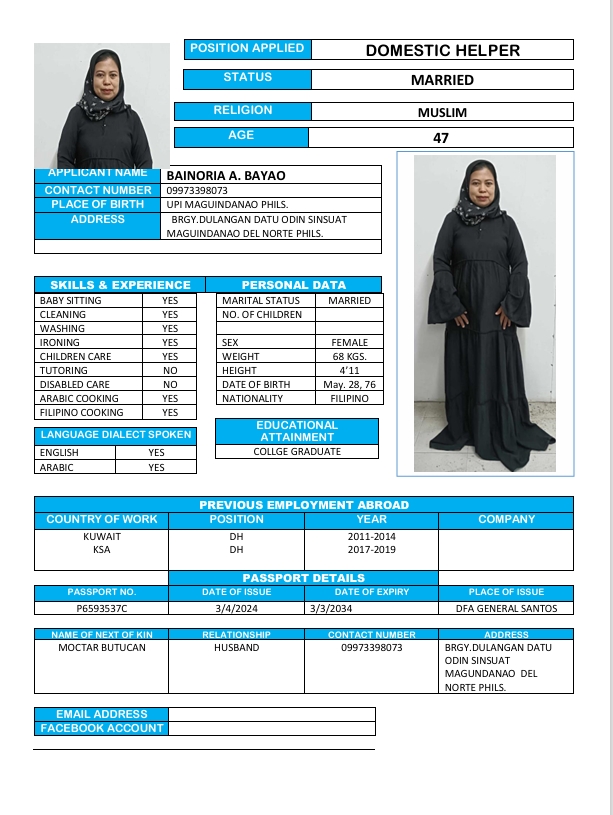 POSITION APPLIED DOMESTIC HELPER
STATUS MARRIED
RELIGION MUSLIM
AGE 47
APPLICANT NAME BAINORIA A. BAYAO
CONTACT NUMBER 09973398073
PLACE OF BIRTH UPI MAGUINDANAO PHILS.
ADDRESS BRGY.DULANGAN DATU ODIN SINSUAT
MAGUINDANAO DEL NORTE PHILS.
SKILLS & EXPERIENCE PERSONAL DATA
BABY SITTING YES MARITAL STATUS MARRIED
CLEANING YES NO. OF CHILDREN
WASHING YES
IRONING YES SEX FEMALE
CHILDREN CARE YES WEIGHT 68 KGS.
TUTORING NO HEIGHT 4’11
DISABLED CARE NO DATE OF BIRTH May. 28, 76
ARABIC COOKING YES NATIONALITY FILIPINO
FILIPINO COOKING YES
EDUCATIONAL
ATTAINMENT
COLLGE GRADUATE
LANGUAGE DIALECT SPOKEN
ENGLISH YES
ARABIC YES
PREVIOUS EMPLOYMENT ABROAD
COUNTRY OF WORK POSITION YEAR COMPANY
KUWAIT DH 2011-2014
KSA DH 2017-2019
PASSPORT DETAILS
PASSPORT NO. DATE OF ISSUE DATE OF EXPIRY PLACE OF ISSUE
P6593537C 3/4/2024 3/3/2034 DFA GENERAL SANTOS
NAME OF NEXT OF KIN RELATIONSHIP CONTACT NUMBER ADDRESS
MOCTAR BUTUCAN HUSBAND 09973398073 BRGY.DULANGAN DATU
ODIN SINSUAT
MAGUNDANAO DEL
NORTE PHILS.
EMAIL ADDRESS
FACEBOOK ACCOUNT